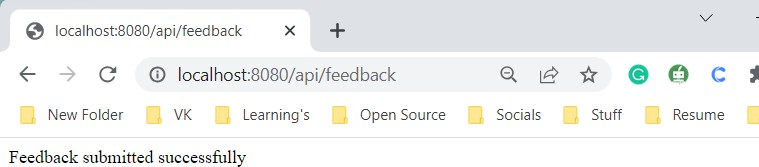 localhost:8080/api/feedback
localhost:8080/api/feedback
New Folder VK Learning's Open Source Socials Stuff Resume
Feedback submitted successfully